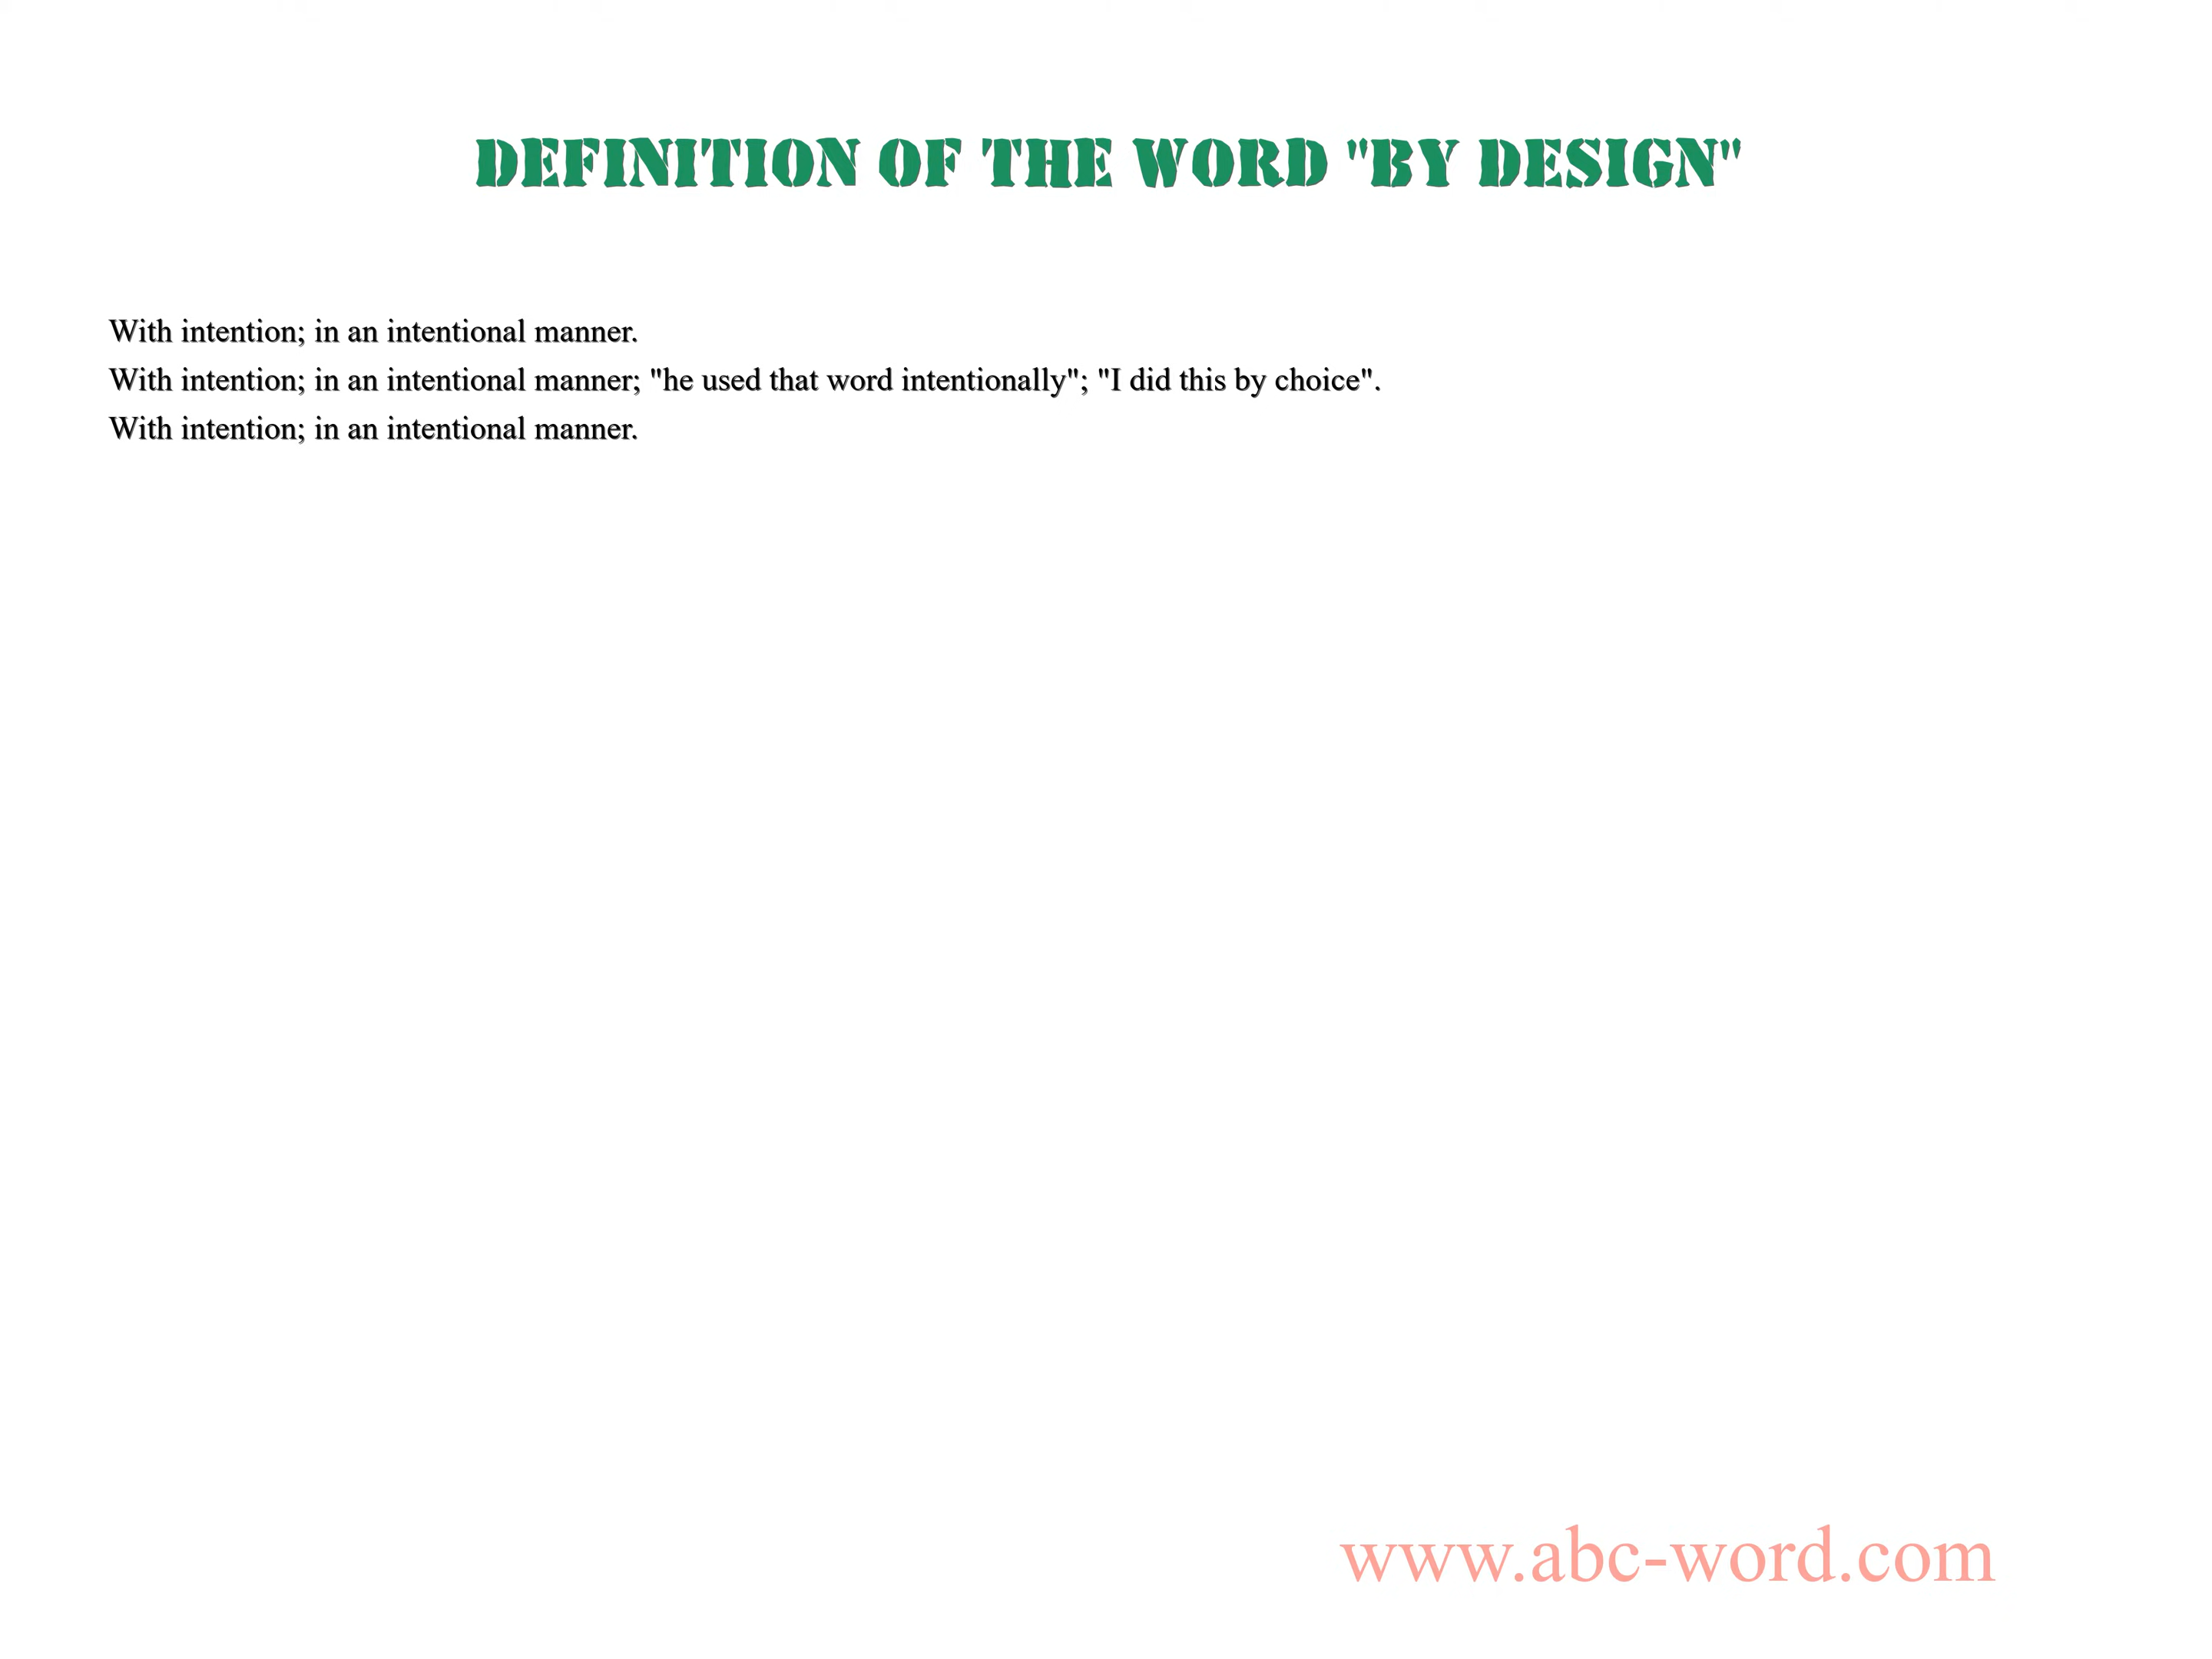 DEFINITION OF THE WORD "BY DESIGN"
With intention; in an intentional manner.
With intention; in an intentional manner; "he used that word intentionally"; "I did this by choice".
With intention; in an intentional manner.
www.abc-word.com